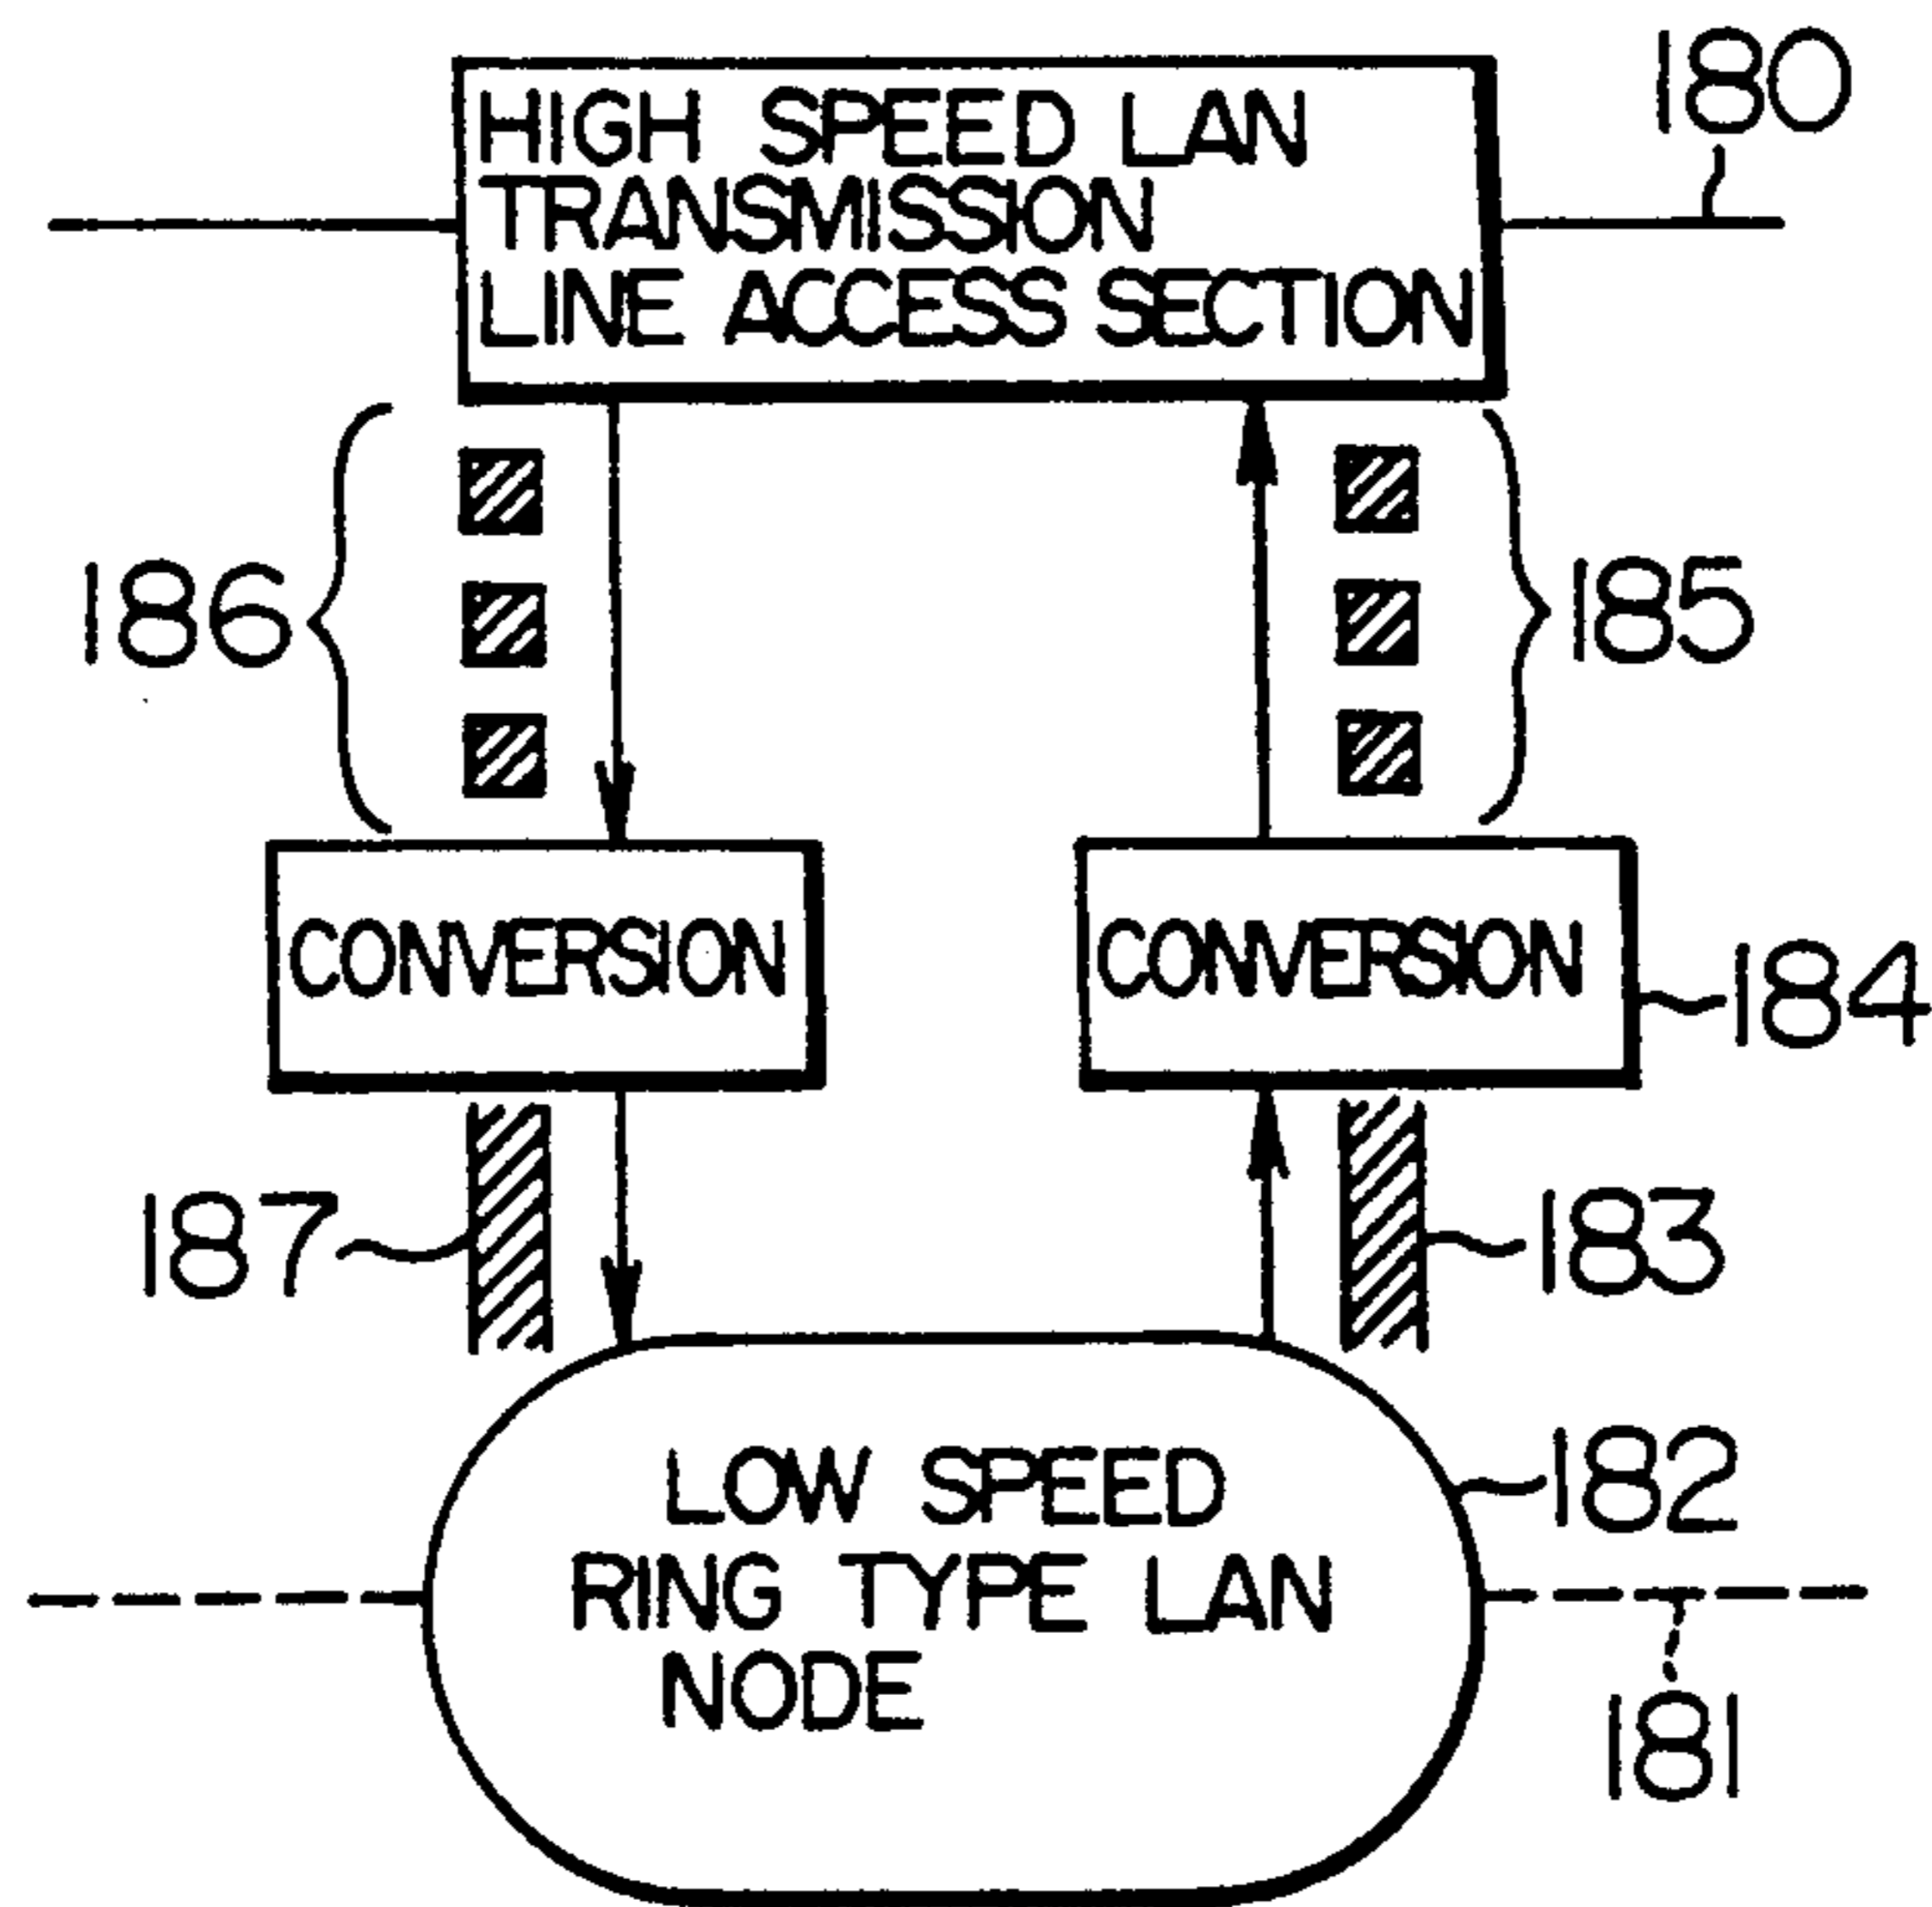 HIGH SPEED LAN
TRANSMISSION
LINE ACCESS SECTION
180
186
185
CONVERSION
CONVERSION
184
187
183
LOW SPEED
RING TYPE LAN
NODE
182
181